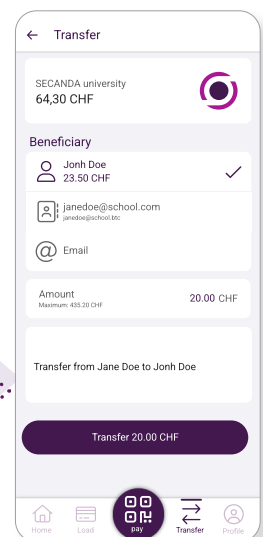 Transfer
SECANDA university
64,30 CHF
Beneficiary
Jonh Doe
23.50 CHF
janedoe@school.com
janedoe@school.btc
Email
Amount
Maximum: 435.20 CHF
20.00 CHF
Transfer from Jane Doe to Jonh Doe
Transfer 20.00 CHF
Home
Load
pay
Transfer
Profile